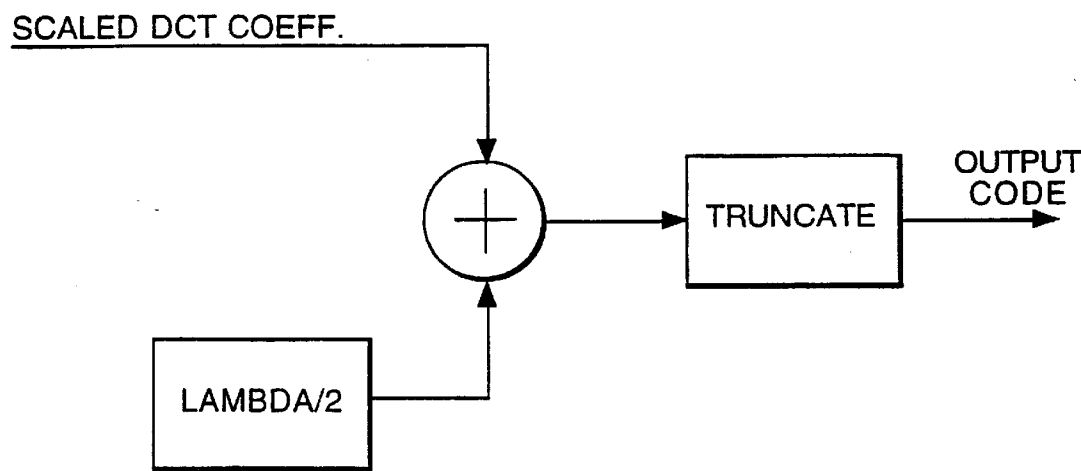 SCALED DCT COEFF.
OUTPUT
CODE
TRUNCATE
LAMBDA/2